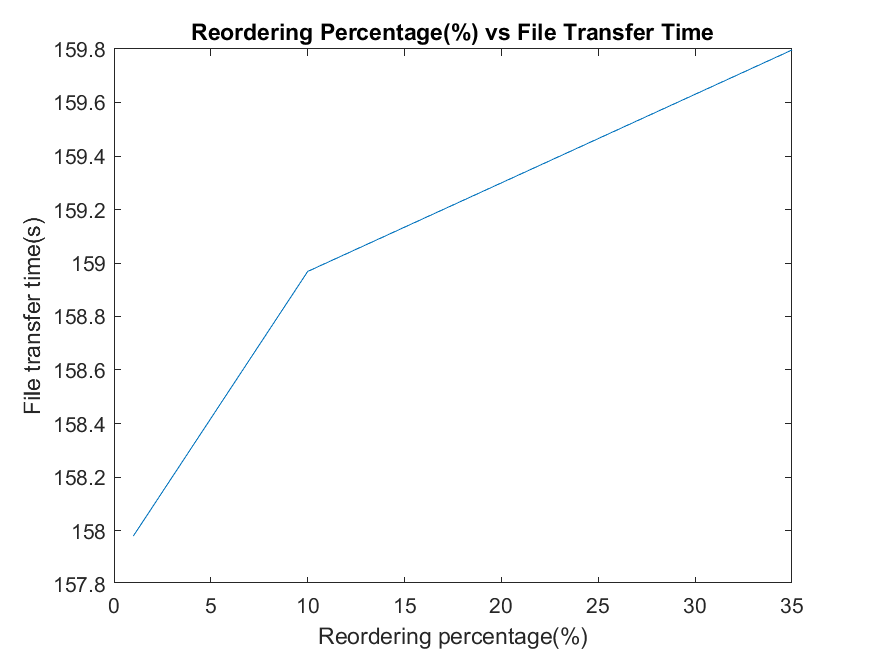 Reordering Percentage(%) vs File Transfer Time
159.8
159.6
159.4
159.2
159
158.8
158.6
158.4
158.2
158
157.8
File transfer time(s)
0 5 10 15 20 25 30 35
Reordering percentage(%)